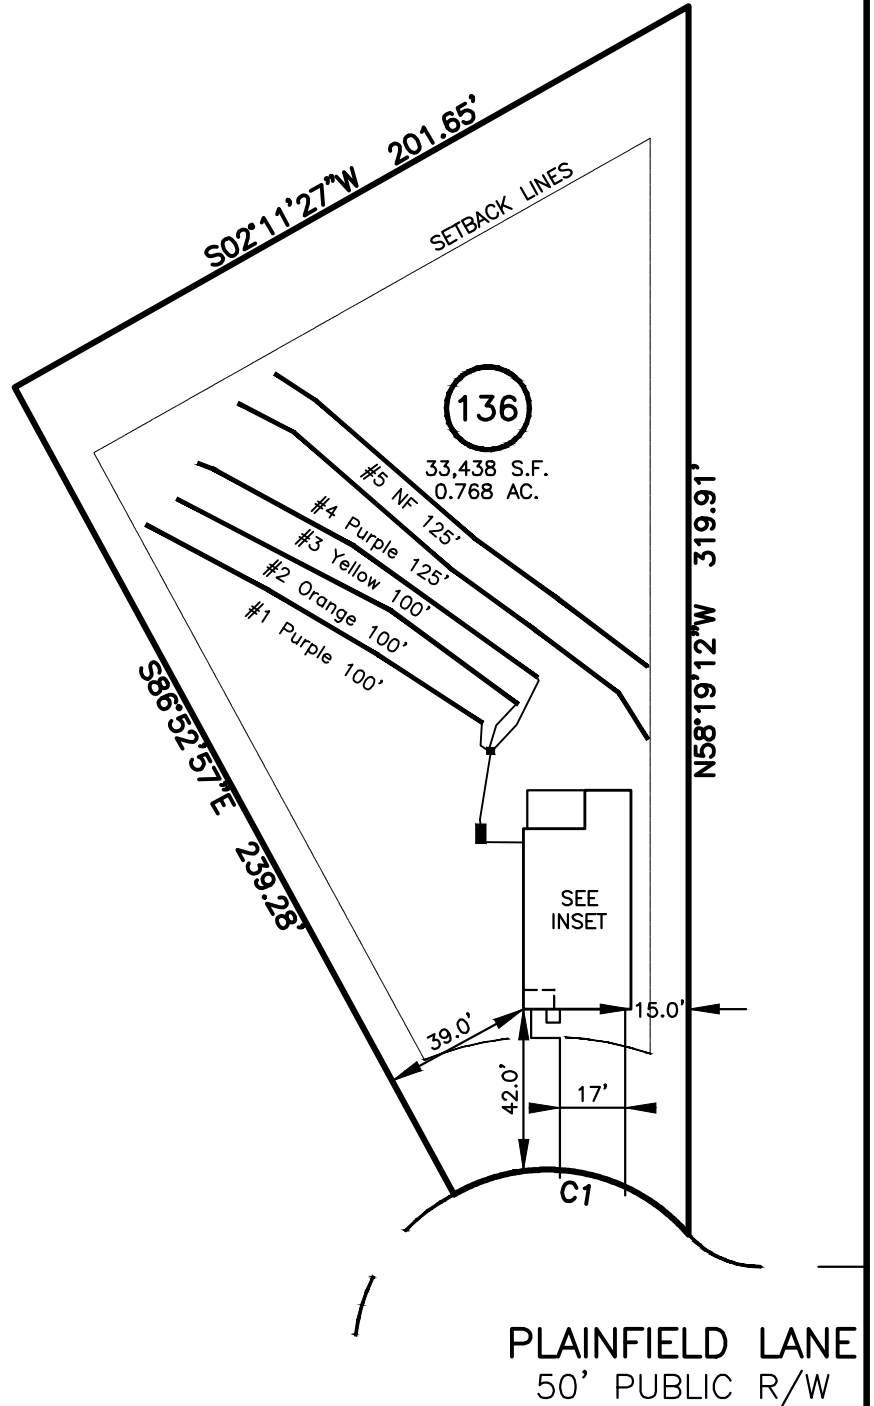 S02°11'27"W 201.65'
SETBACK LINES
136
33,438 S.F.
0.768 AC.
#5 NF 125'
#4 Purple 125'
#3 Yellow 100'
#2 Orange 100'
#1 Purple 100'
N58°19'12"W 319.91'
S86°52'57"E 239.28'
SEE
INSET
15.0'
39.0'
42.0'
17'
C1
PLAINFIELD LANE
50' PUBLIC R/W